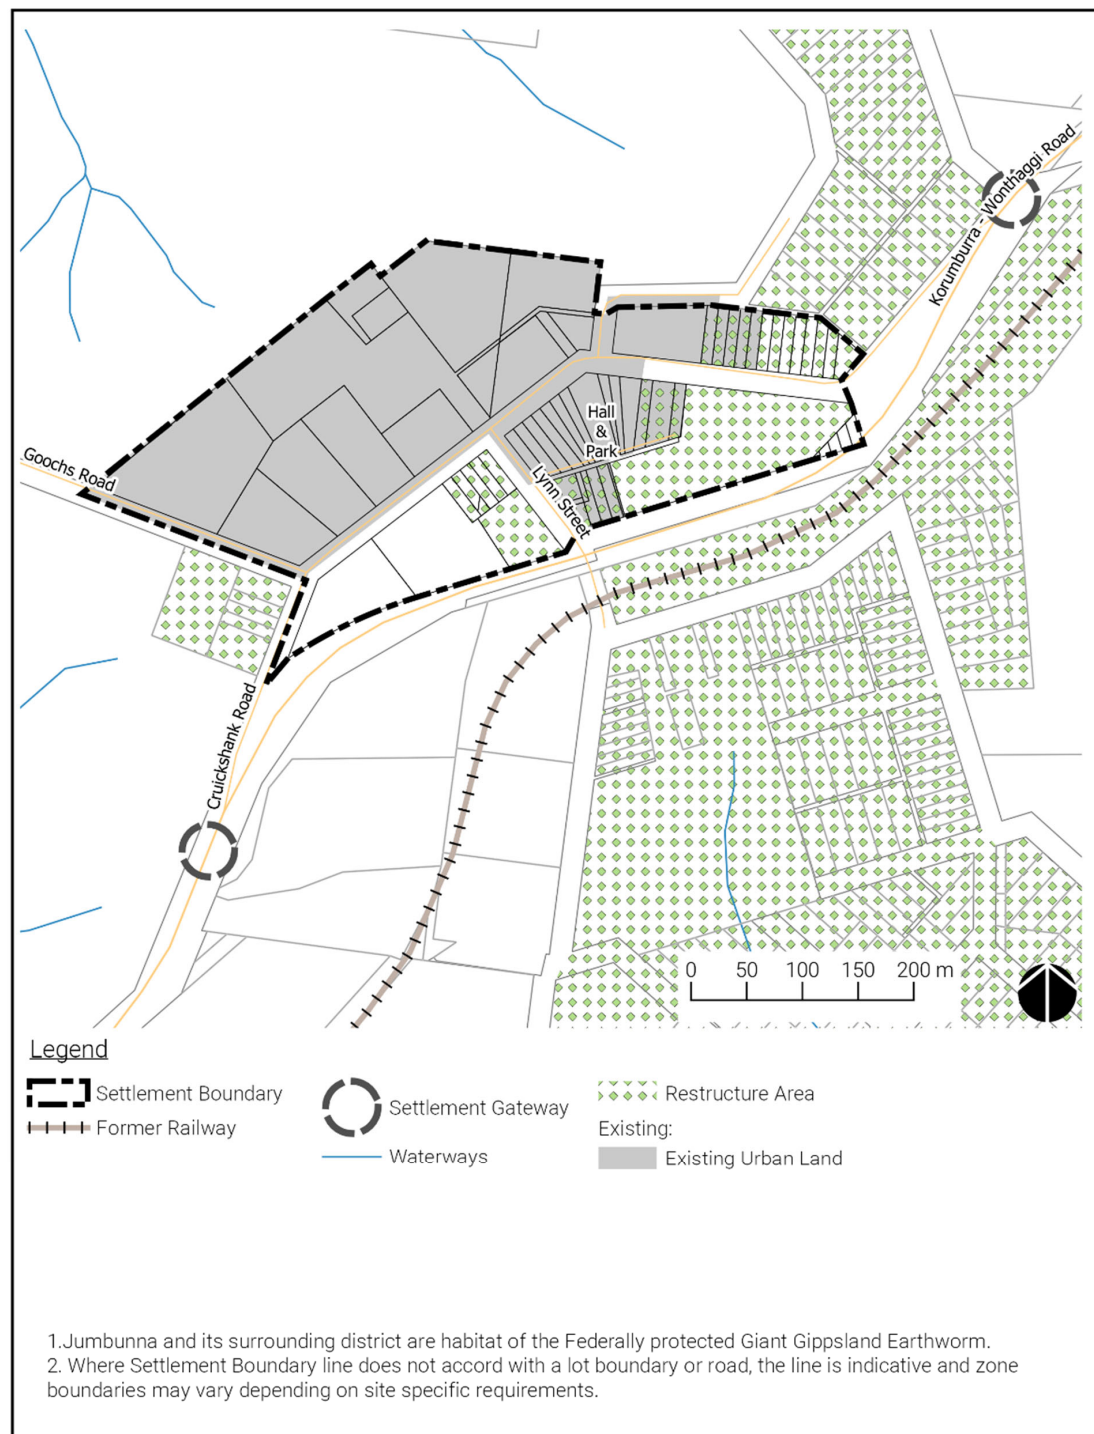 Korumburra - Wonthaggi Road
Hall
&
Park
Goochs Road
Lynn Street
Cruickshank Road
0 50 100 150 200 m
Legend
Settlement Boundary
Former Railway
Settlement Gateway
Waterways
Restructure Area
Existing:
Existing Urban Land
1.Jumbunna and its surrounding district are habitat of the Federally protected Giant Gippsland Earthworm.
2. Where Settlement Boundary line does not accord with a lot boundary or road, the line is indicative and zone
boundaries may vary depending on site specific requirements.